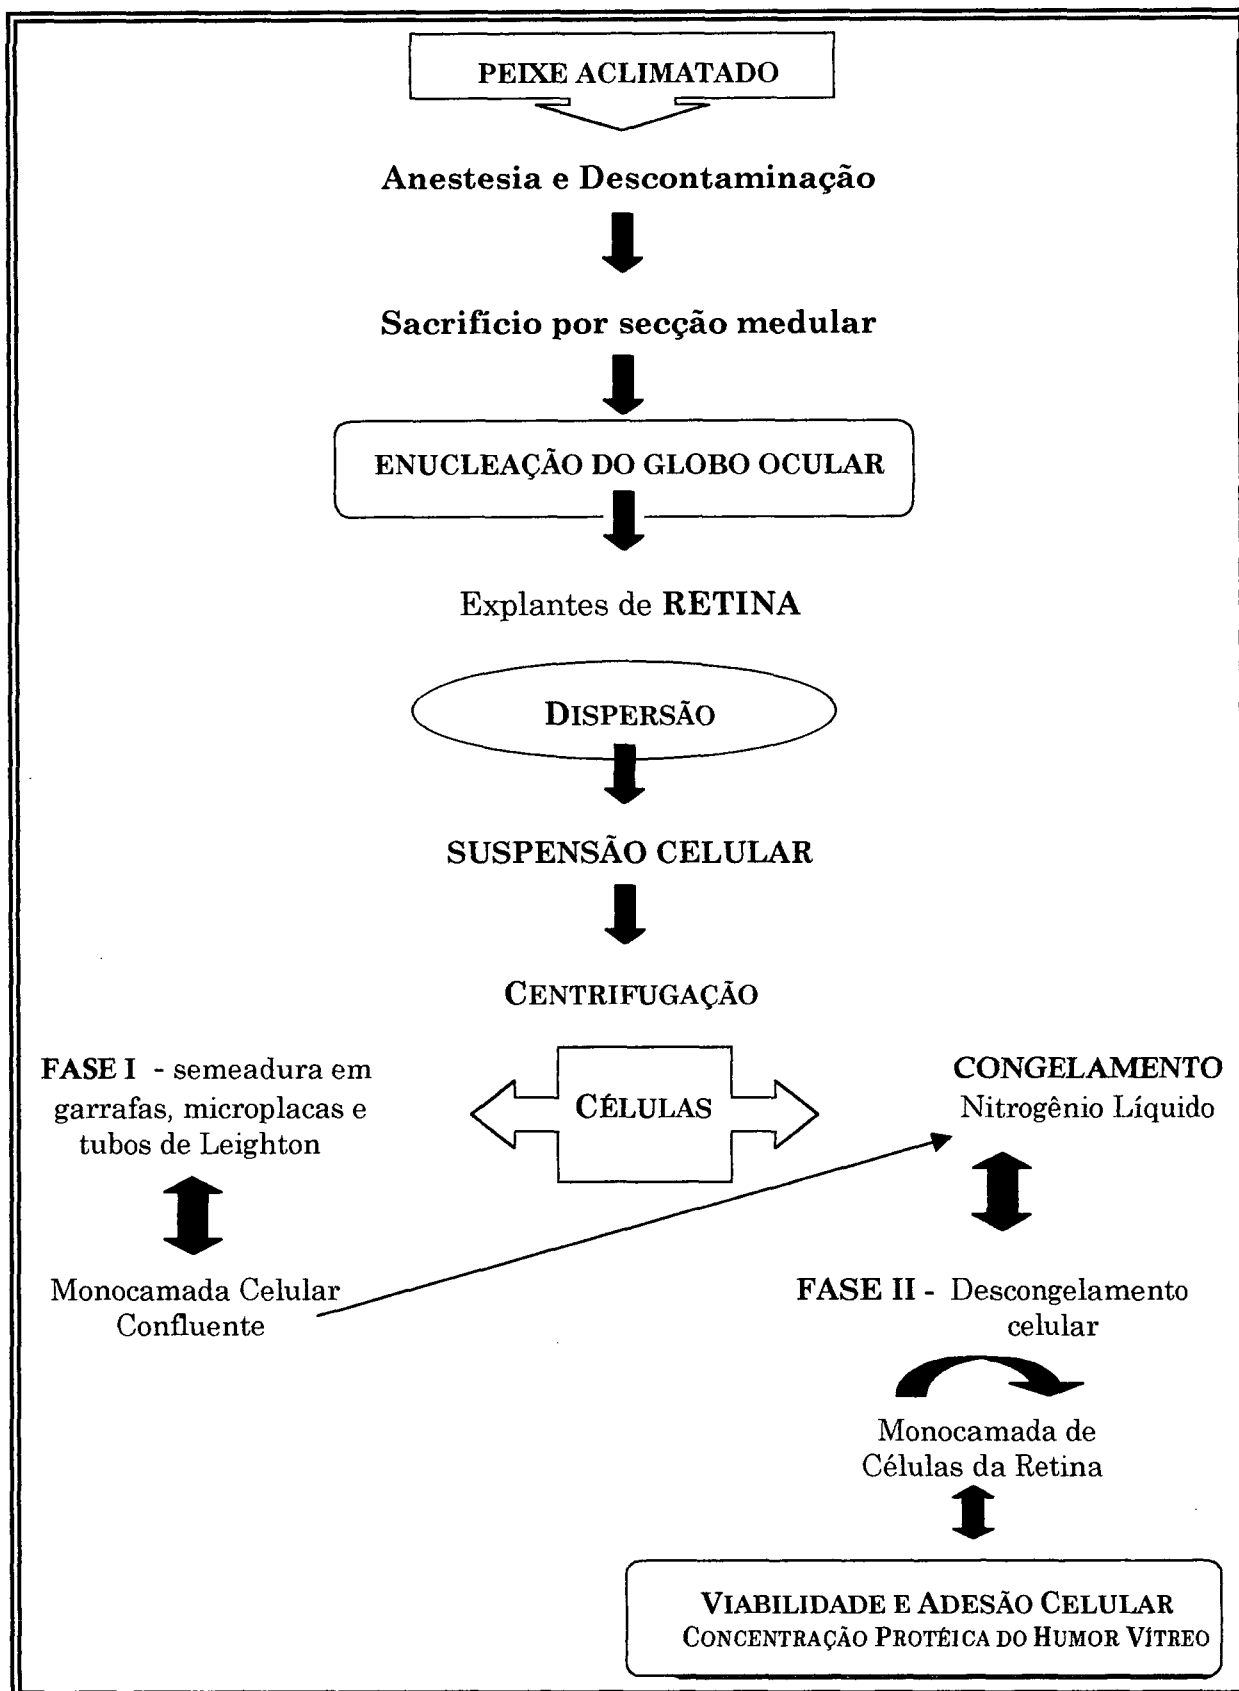 PEIXE ACLIMATADO
Anestesia e Descontaminação
Sacrifício por secção medular
ENUCLEAÇÃO DO GLOBO OCULAR
Explantes de RETINA
DISPERSÃO
SUSPENSÃO CELULAR
CENTRIFUGAÇÃO
FASE I - semeadura em
garrafas, microplacas e
tubos de Leighton
CÉLULAS
CONGELAMENTO
Nitrogênio Líquido
Monocamada Celular
Confluente
FASE II - Descongelamento
celular
Monocamada de
Células da Retina
VIABILIDADE E ADESÃO CELULAR
CONCENTRAÇÃO PROTÉICA DO HUMOR VÍTREO